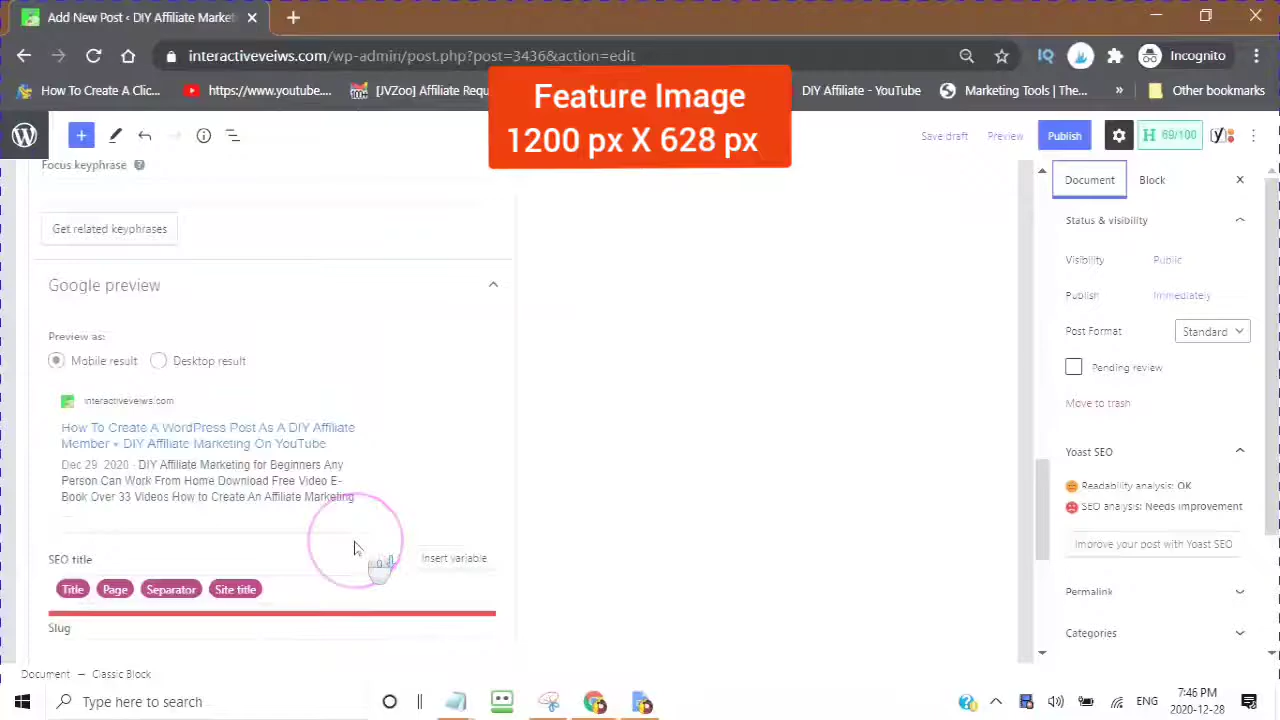 Add New Post ‹ DIY Affiliate Market
interactiveveiws.com/wp-admin/post.php?post=3436&action=edit
Incognito
How To Create A Clic...
https://www.youtube....
[JVZoo] Affiliate Requ
DIY Affiliate - YouTube
Marketing Tools | The...
»
Other bookmarks
Feature Image
1200 px X 628 px
Save draft
Preview
Publish
69/100
Focus keyphrase
Get related keyphrases
Google preview
Preview as:
Mobile result
Desktop result
interactiveveiws.com
How To Create A WordPress Post As A DIY Affiliate
Member • DIY Affiliate Marketing On YouTube
Dec 29, 2020 · DIY Affiliate Marketing for Beginners Any
Person Can Work From Home Download Free Video E-
Book Over 33 Videos How to Create An Affiliate Marketing
...
SEO title
Insert variable
Title
Page
Separator
Site title
Slug
Document → Classic Block
Document
Block
Status & visibility
Visibility
Public
Publish
Immediately
Post Format
Standard
Pending review
Move to trash
Yoast SEO
Readability analysis: OK
SEO analysis: Needs improvement
Improve your post with Yoast SEO
Permalink
Categories
Type here to search
ENG
7:40 PM
2020-12-28